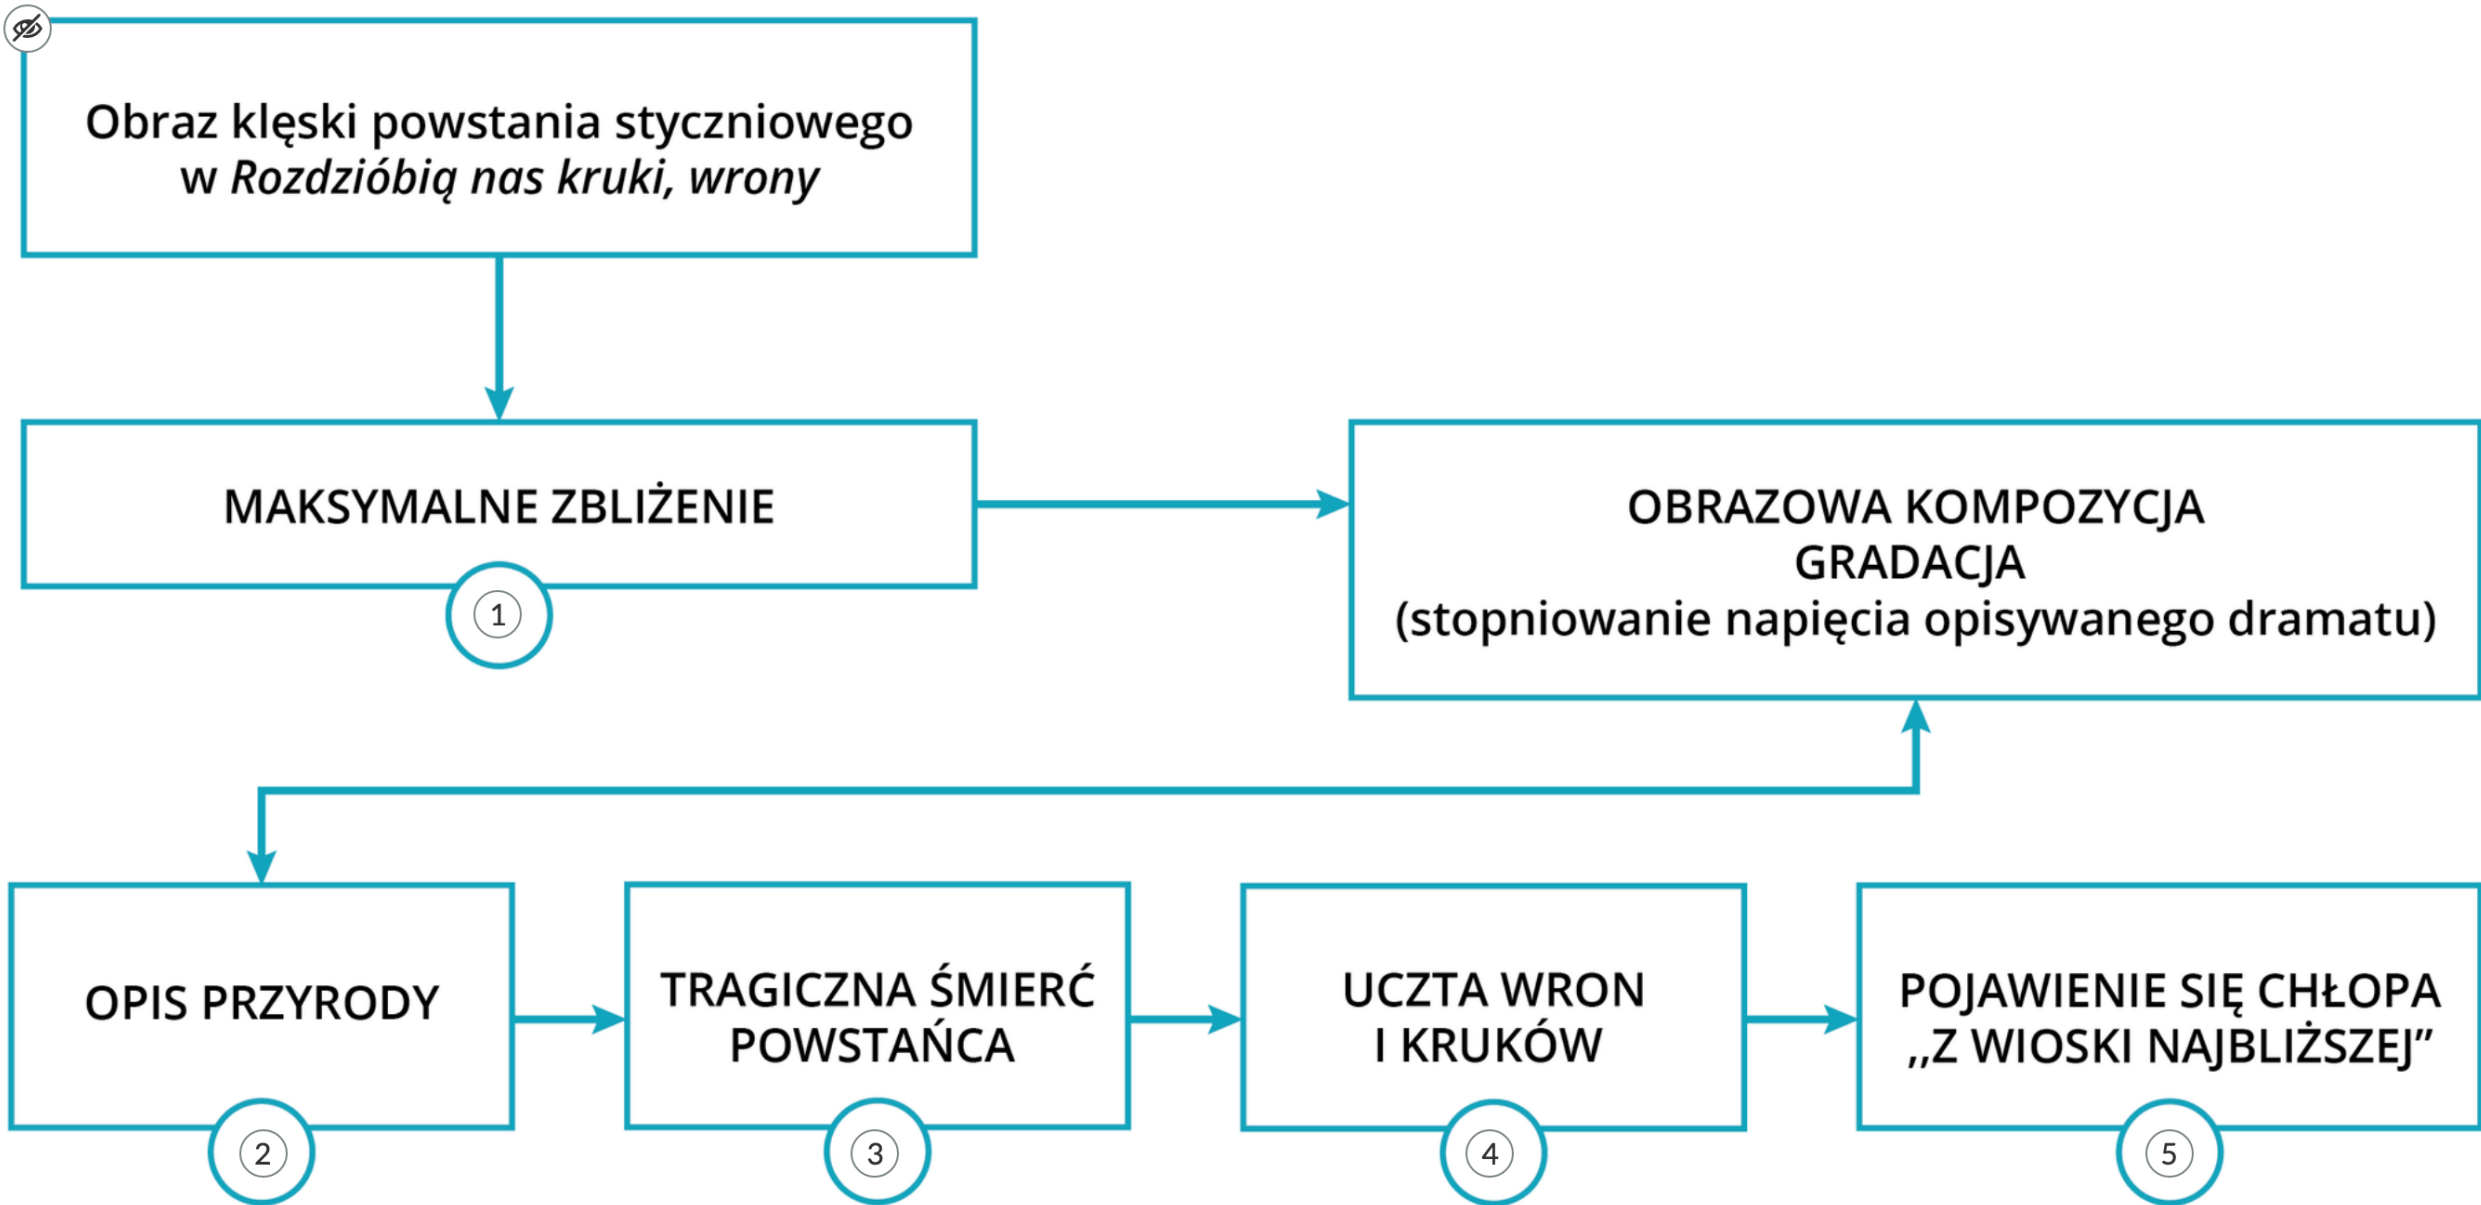 Obraz klęski powstania styczniowego
w Rozdzióbią nas kruki, wrony
MAKSYMALNE ZBLIŻENIE
1
OBRAZOWA KOMPOZYCJA
GRADACJA
(stopniowanie napięcia opisywanego dramatu)
OPIS PRZYRODY
2
TRAGICZNA ŚMIERĆ
POWSTAŃCA
3
UCZTA WRON
I KRUKÓW
4
POJAWIENIE SIĘ CHŁOPA
,,Z WIOSKI NAJBLIŻSZEJ”
5